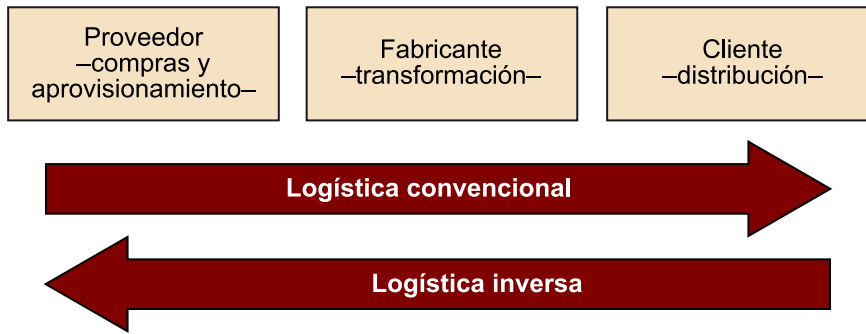 Proveedor
–compras y
aprovisionamiento–
Fabricante
–transformación–
Cliente
–distribución–
Logística convencional
Logística inversa